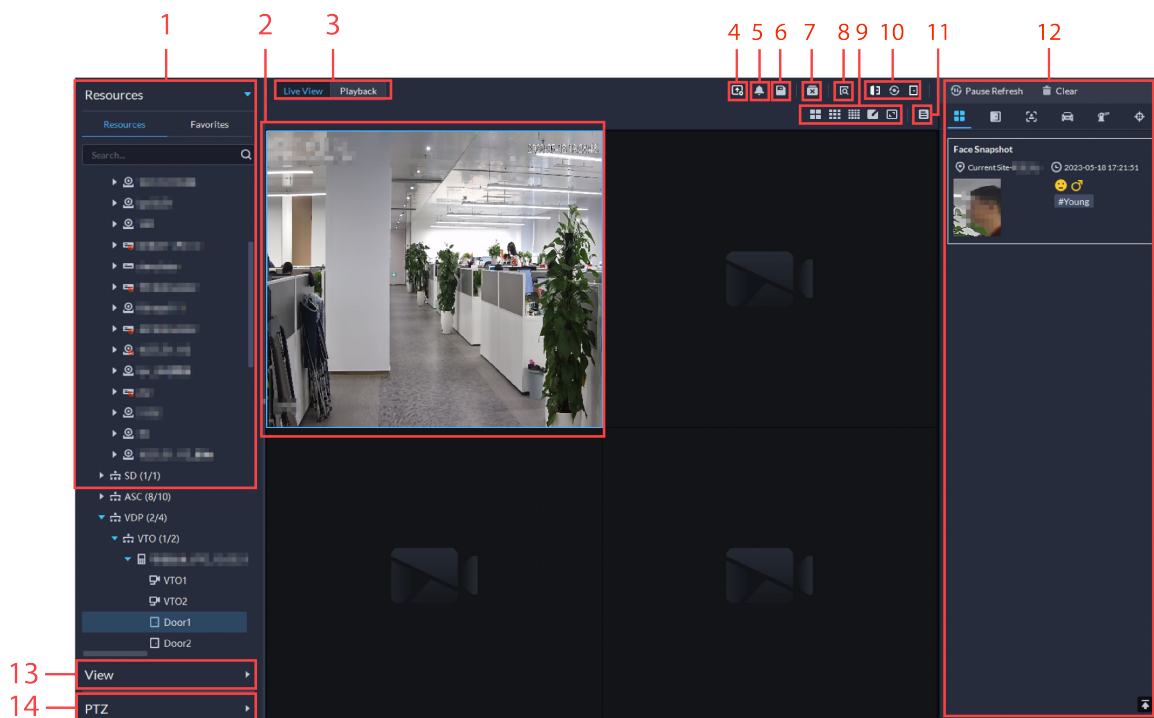 1
2
3
4
5
6
7
8
9
10
11
12
Resources
Live View
Playback
Pause Refresh
Clear
Resources
Favorites
Search...
Face Snapshot
Current Site-
2023-05-18 17:21:51
#Young
SD (1/1)
ASC (8/10)
VDP (2/4)
VTO (1/2)
VTO1
VTO2
Door1
Door2
13
View
14
PTZ